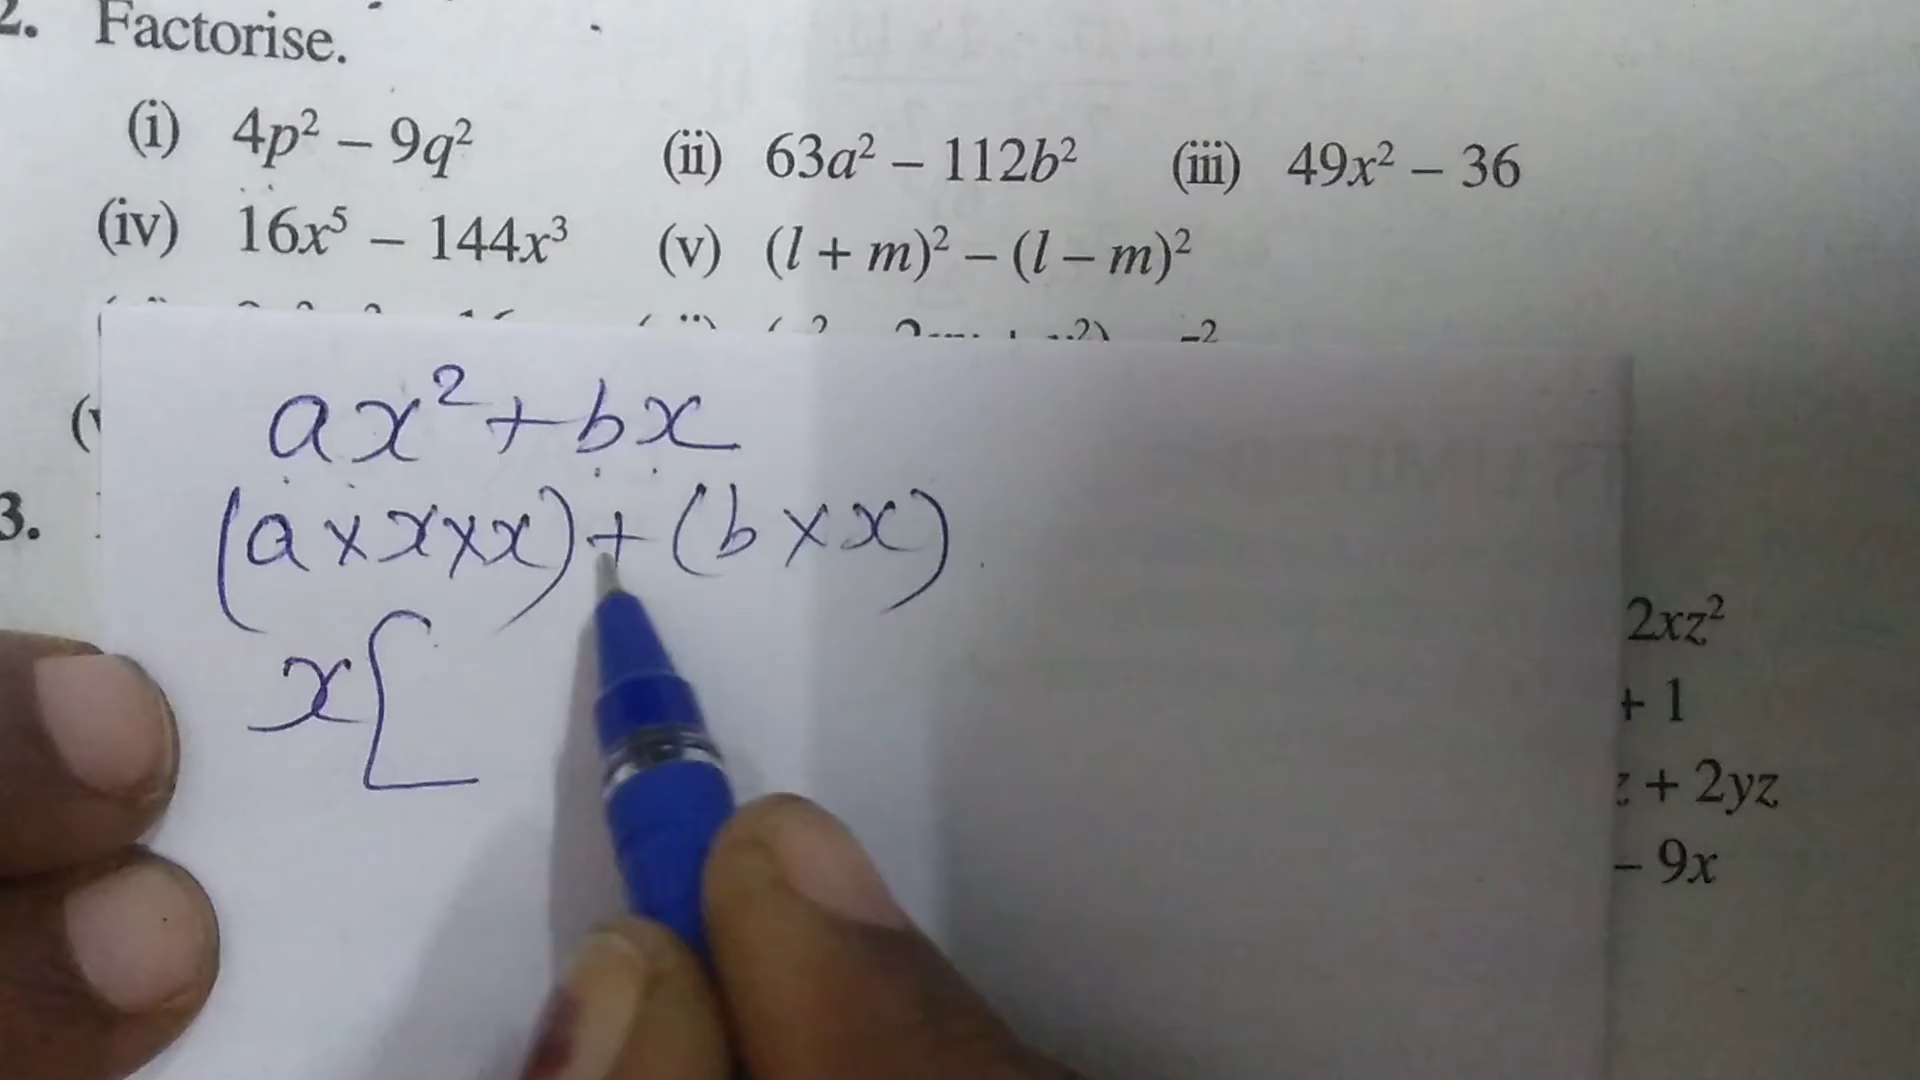 2. Factorise.
(i) 4p² – 9q² (ii) 63a² – 112b² (iii) 49x² – 36
(iv) 16x⁵ – 144x³ (v) (l + m)² – (l – m)²
ax² + bx
3. (a × x × x) + (b × x)
2xz²
x[
+ 1
+ 2yz
– 9x